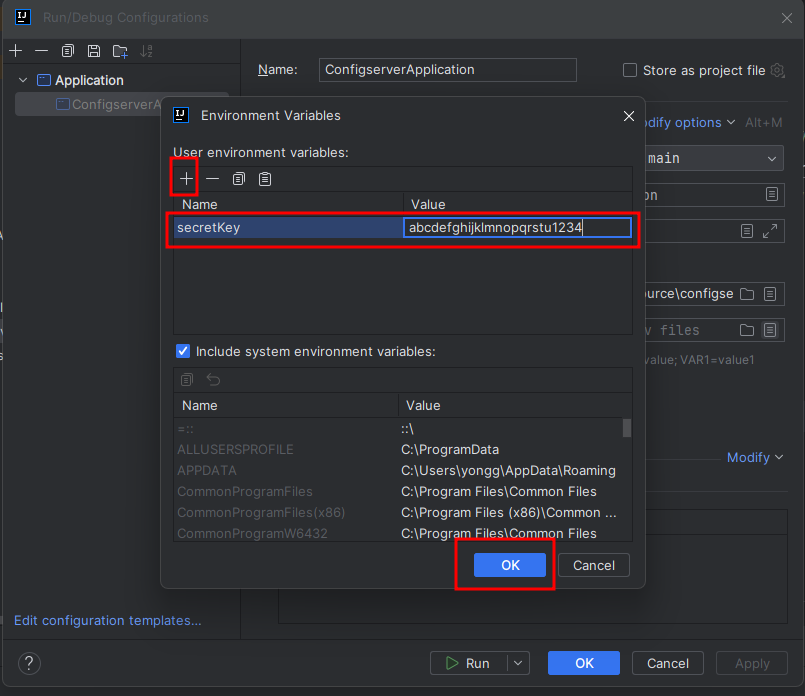 Run/Debug Configurations
Application
ConfigserverA
Name: ConfigserverApplication Store as project file
Environment Variables
odify options Alt+M
User environment variables:
main
on
Name Value
secretKey abcdefghijklmnopqrstu1234
ource\configse
v files
Include system environment variables:
value; VAR1=value1
Name Value
=:: ::\
ALLUSERSPROFILE C:\ProgramData
APPDATA C:\Users\yongg\AppData\Roaming
Modify
CommonProgramFiles C:\Program Files\Common Files
CommonProgramFiles(x86) C:\Program Files (x86)\Common ...
CommonProgramW6432 C:\Program Files\Common Files
OK Cancel
Edit configuration templates...
? Run OK Cancel Apply